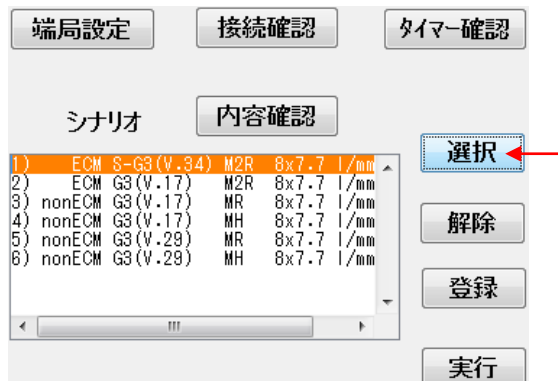 端局設定 接続確認 タイマー確認
シナリオ 内容確認
選択
1)    ECM S-G3(V.34) M2R  8x7.7 l/mm
2)    ECM G3(V.17)   M2R  8x7.7 l/mm
3) nonECM G3(V.17)   MR   8x7.7 l/mm
4) nonECM G3(V.17)   MH   8x7.7 l/mm
5) nonECM G3(V.29)   MR   8x7.7 l/mm
6) nonECM G3(V.29)   MH   8x7.7 l/mm
解除
登録
実行